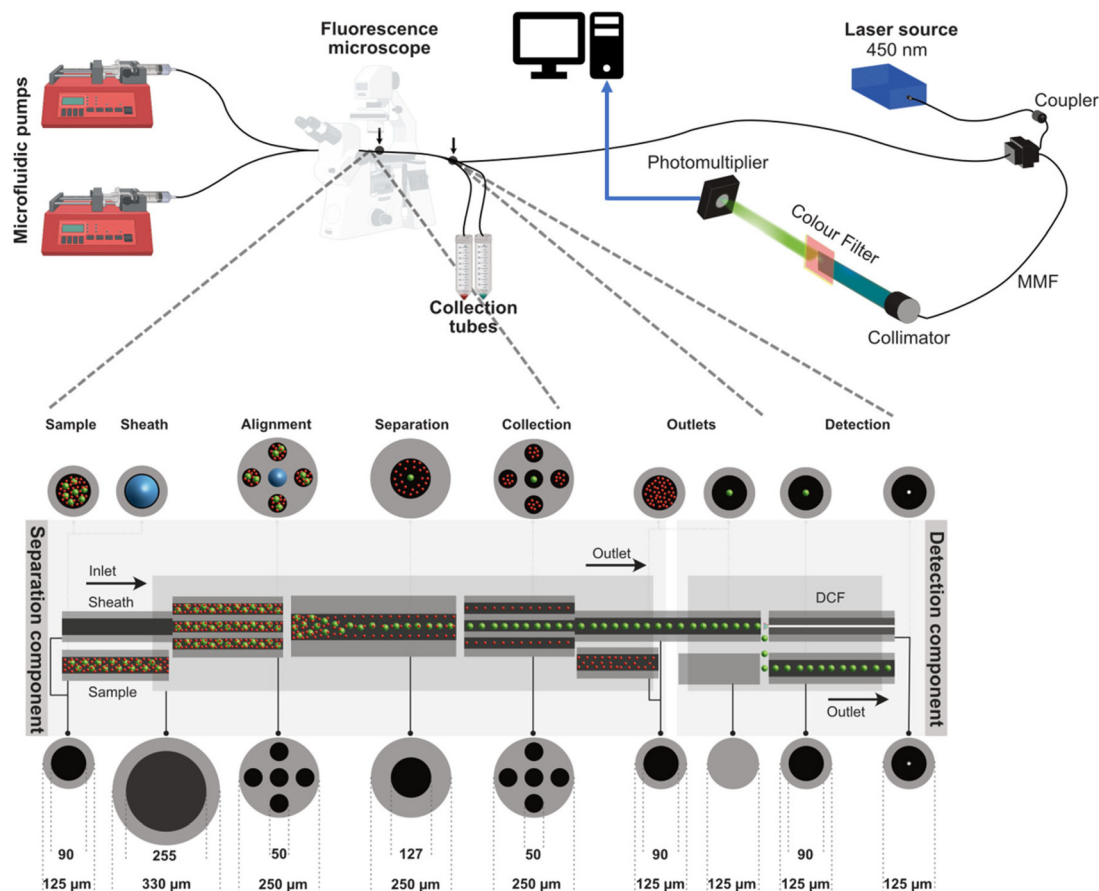 Fluorescence
microscope
Laser source
450 nm
Coupler
Microfluidic pumps
Photomultiplier
Colour Filter
MMF
Collection
tubes
Collimator
Sample
Sheath
Alignment
Separation
Collection
Outlets
Detection
Separation component
Detection component
Inlet
Outlet
Sheath
DCF
Sample
Outlet
90
255
50
127
50
90
90
125 µm
330 µm
250 µm
250 µm
250 µm
125 µm
125 µm
125 µm
125 µm